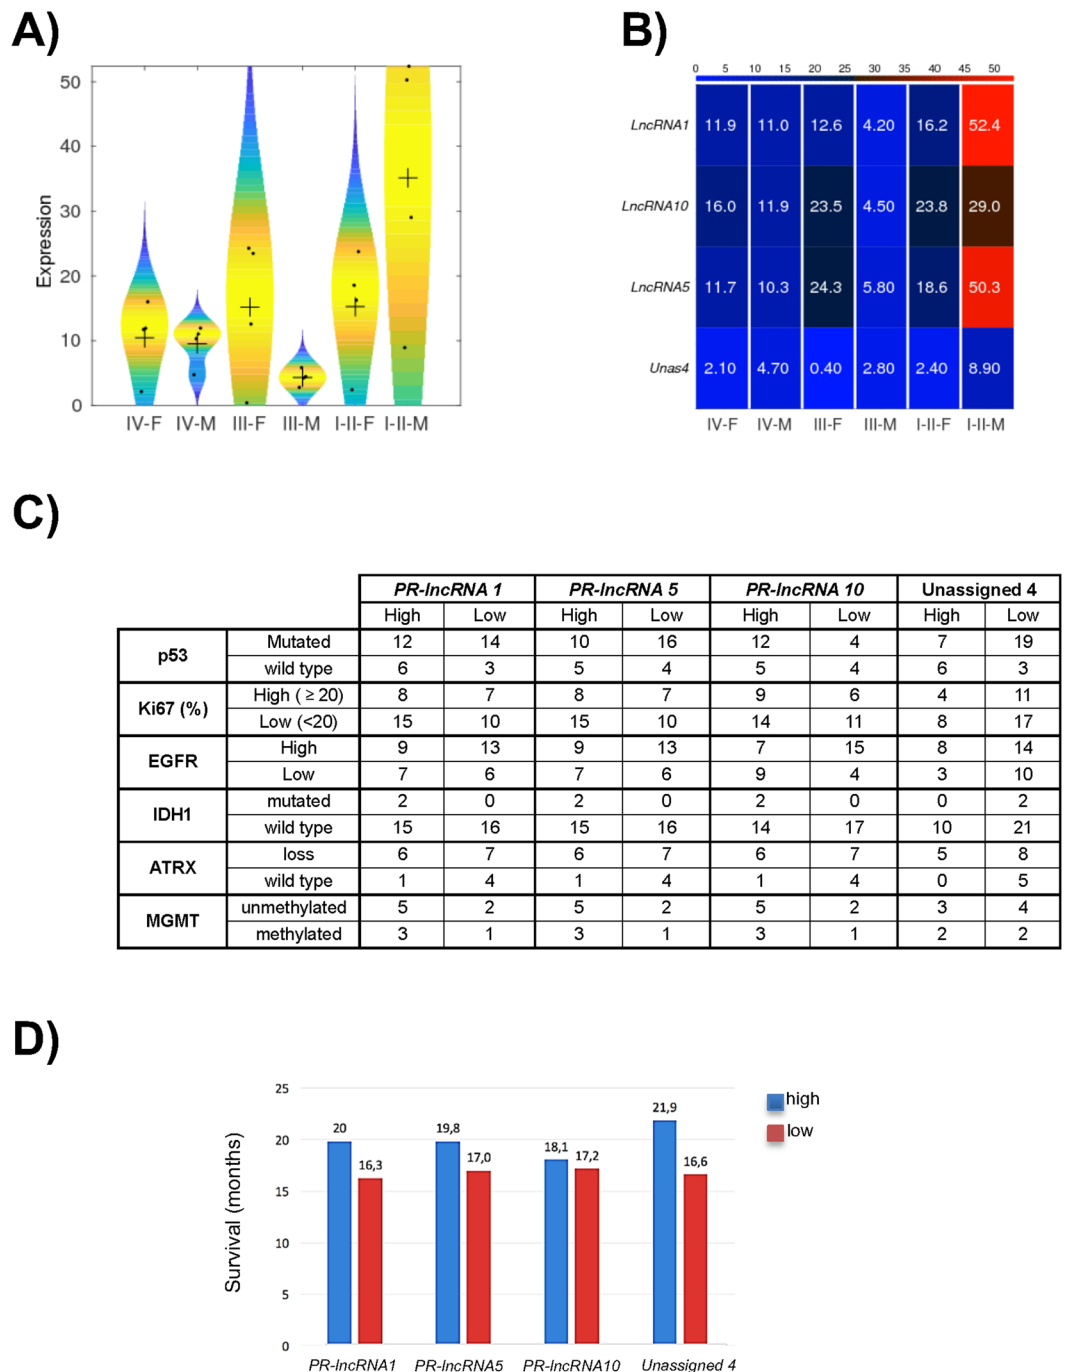 A)
50
40
30
20
10
0
Expression
IV-F IV-M III-F III-M I-II-F I-II-M
B)
0 5 10 15 20 25 30 35 40 45 50
LncRNA1 11.9 11.0 12.6 4.20 16.2 52.4
LncRNA10 16.0 11.9 23.5 4.50 23.8 29.0
LncRNA5 11.7 10.3 24.3 5.80 18.6 50.3
Unas4 2.10 4.70 0.40 2.80 2.40 8.90
IV-F IV-M III-F III-M I-II-F I-II-M
C)
PR-lncRNA 1 PR-lncRNA 5 PR-lncRNA 10 Unassigned 4
High Low High Low High Low High Low
p53 Mutated 12 14 10 16 12 4 7 19
wild type 6 3 5 4 5 4 6 3
Ki67 (%) High ( ≥ 20) 8 7 8 7 9 6 4 11
Low (<20) 15 10 15 10 14 11 8 17
EGFR High 9 13 9 13 7 15 8 14
Low 7 6 7 6 9 4 3 10
IDH1 mutated 2 0 2 0 2 0 0 2
wild type 15 16 15 16 14 17 10 21
ATRX loss 6 7 6 7 6 7 5 8
wild type 1 4 1 4 1 4 0 5
MGMT unmethylated 5 2 5 2 5 2 3 4
methylated 3 1 3 1 3 1 2 2
D)
25
20
15
10
5
0
Survival (months)
20 16,3 19,8 17,0 18,1 17,2 21,9 16,6
PR-lncRNA1 PR-lncRNA5 PR-lncRNA10 Unassigned 4
high
low